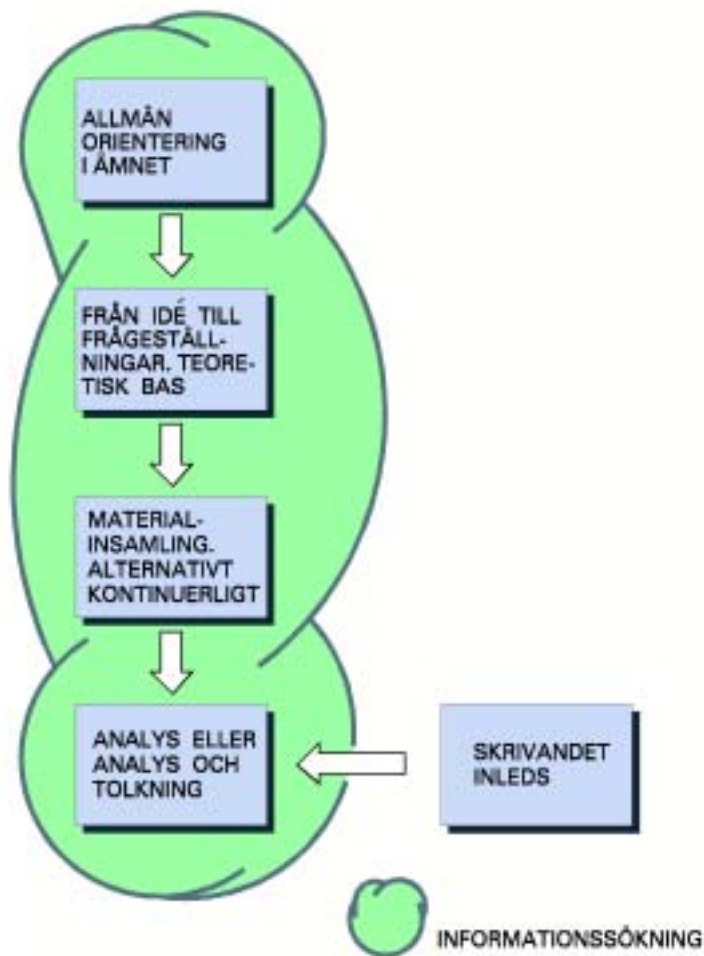 ALLMÄN
ORIENTERING
I ÄMNET
FRÅN IDÉ TILL
FRÅGESTÄLL-
NINGAR. TEORE-
TISK BAS
MATERIAL-
INSAMLING.
ALTERNATIVT
KONTINUERLIGT
ANALYS ELLER
ANALYS OCH
TOLKNING
SKRIVANDET
INLEDS
INFORMATIONSSÖKNING